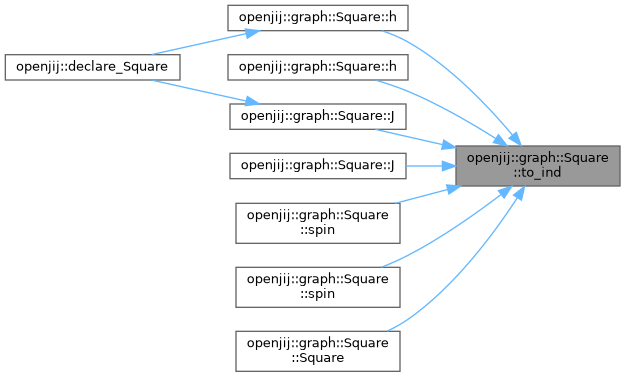 openjij::graph::Square::h
openjij::declare_Square
openjij::graph::Square::h
openjij::graph::Square::J
openjij::graph::Square
::to_ind
openjij::graph::Square::J
openjij::graph::Square
::spin
openjij::graph::Square
::spin
openjij::graph::Square
::Square